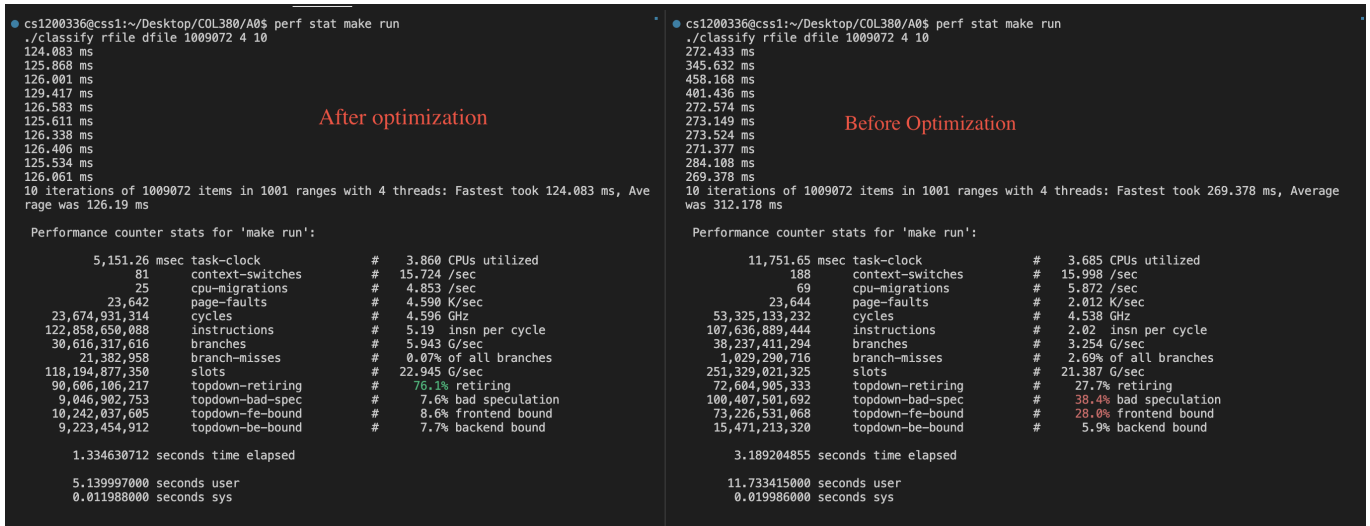 cs1200336@css1:~/Desktop/COL380/A0$ perf stat make run
./classify rfile dfile 1009072 4 10
124.083 ms
125.868 ms
126.001 ms
129.417 ms
126.583 ms
125.611 ms
126.338 ms
126.406 ms
125.534 ms
126.061 ms
After optimization
10 iterations of 1009072 items in 1001 ranges with 4 threads: Fastest took 124.083 ms, Ave
rage was 126.19 ms
Performance counter stats for 'make run':
5,151.26 msec task-clock # 3.860 CPUs utilized
81 context-switches # 15.724 /sec
25 cpu-migrations # 4.853 /sec
23,642 page-faults # 4.590 K/sec
23,674,931,314 cycles # 4.596 GHz
122,858,650,088 instructions # 5.19 insn per cycle
30,616,317,616 branches # 5.943 G/sec
21,382,958 branch-misses # 0.07% of all branches
118,194,877,350 slots # 22.945 G/sec
90,606,106,217 topdown-retiring # 76.1% retiring
9,046,902,753 topdown-bad-spec # 7.6% bad speculation
10,242,037,605 topdown-fe-bound # 8.6% frontend bound
9,223,454,912 topdown-be-bound # 7.7% backend bound
1.334630712 seconds time elapsed
5.139997000 seconds user
0.011988000 seconds sys
cs1200336@css1:~/Desktop/COL380/A0$ perf stat make run
./classify rfile dfile 1009072 4 10
272.433 ms
345.632 ms
458.168 ms
401.436 ms
272.574 ms
273.149 ms
273.524 ms
271.377 ms
284.108 ms
269.378 ms
Before Optimization
10 iterations of 1009072 items in 1001 ranges with 4 threads: Fastest took 269.378 ms, Average
was 312.178 ms
Performance counter stats for 'make run':
11,751.65 msec task-clock # 3.685 CPUs utilized
188 context-switches # 15.998 /sec
69 cpu-migrations # 5.872 /sec
23,644 page-faults # 2.012 K/sec
53,325,133,232 cycles # 4.538 GHz
107,636,889,444 instructions # 2.02 insn per cycle
38,237,411,294 branches # 3.254 G/sec
1,029,290,716 branch-misses # 2.69% of all branches
251,329,021,325 slots # 21.387 G/sec
72,604,905,333 topdown-retiring # 27.7% retiring
100,407,501,692 topdown-bad-spec # 38.4% bad speculation
73,226,531,068 topdown-fe-bound # 28.0% frontend bound
15,471,213,320 topdown-be-bound # 5.9% backend bound
3.189204855 seconds time elapsed
11.733415000 seconds user
0.019986000 seconds sys